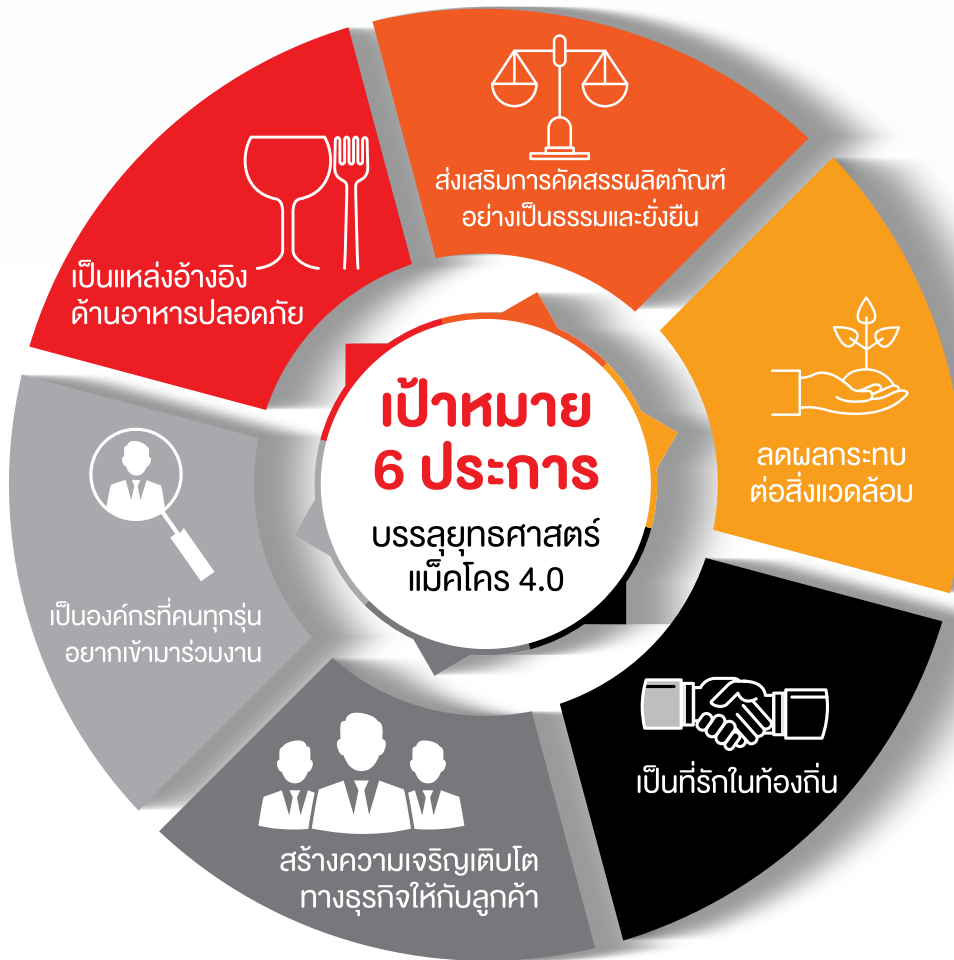 เป้าหมาย
6 ประการ
บรรลุยุทธศาสตร์
แม็คโคร 4.0
เป็นแหล่งอ้างอิง
ด้านอาหารปลอดภัย
ส่งเสริมการคัดสรรผลิตภัณฑ์
อย่างเป็นธรรมและยั่งยืน
ลดผลกระทบ
ต่อสิ่งแวดล้อม
เป็นที่รักในท้องถิ่น
สร้างความเจริญเติบโต
ทางธุรกิจให้กับลูกค้า
เป็นองค์กรที่คนทุกรุ่น
อยากเข้ามาร่วมงาน